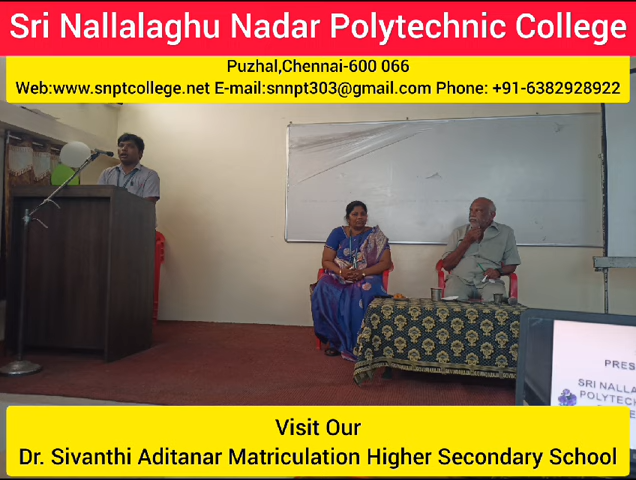 Sri Nallalaghu Nadar Polytechnic College
Puzhal,Chennai-600 066
Web:www.snptcollege.net E-mail:snnpt303@gmail.com Phone: +91-6382928922
PRES
SRI NALLA
POLYTECH
Visit Our
Dr. Sivanthi Aditanar Matriculation Higher Secondary School